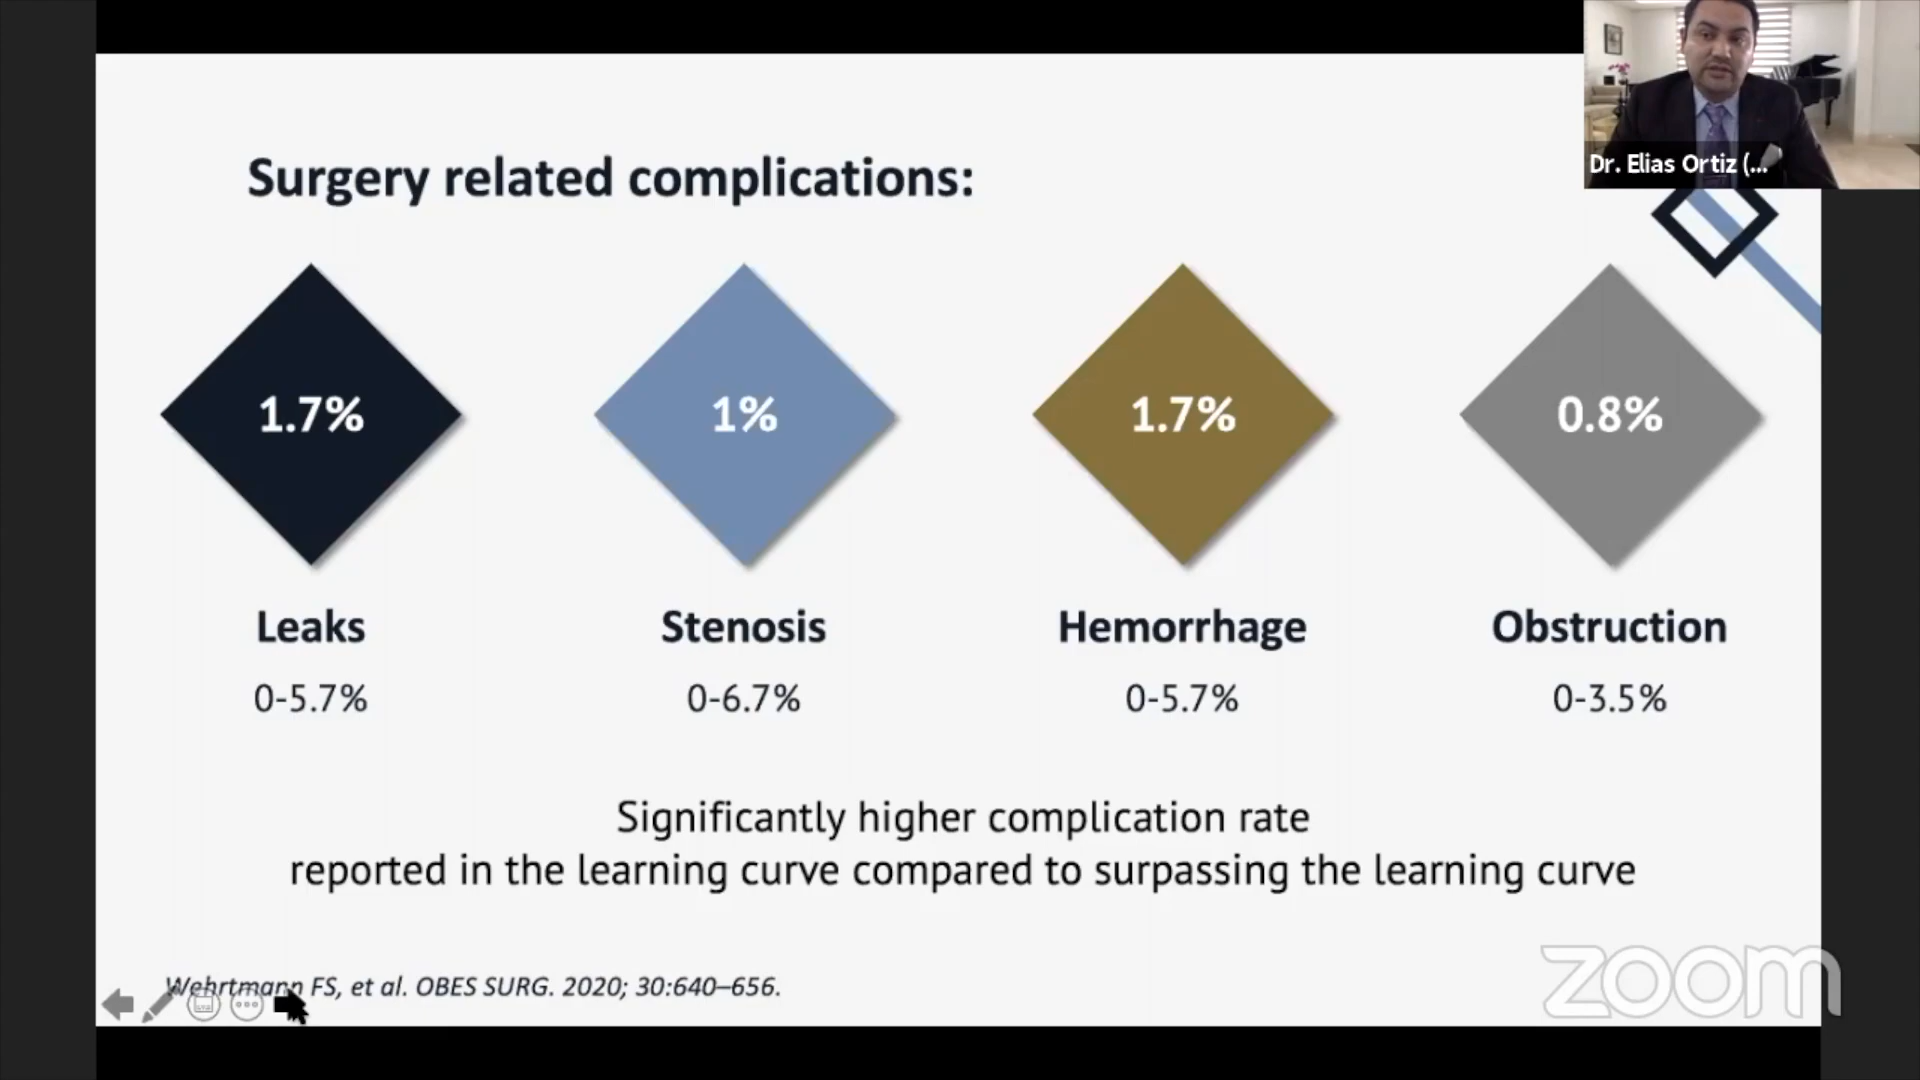 Dr. Elias Ortiz (...
Surgery related complications:
1.7%
1%
1.7%
0.8%
Leaks
Stenosis
Hemorrhage
Obstruction
0-5.7%
0-6.7%
0-5.7%
0-3.5%
Significantly higher complication rate
reported in the learning curve compared to surpassing the learning curve
Wehrtmann FS, et al. OBES SURG. 2020; 30:640–656.
zoom